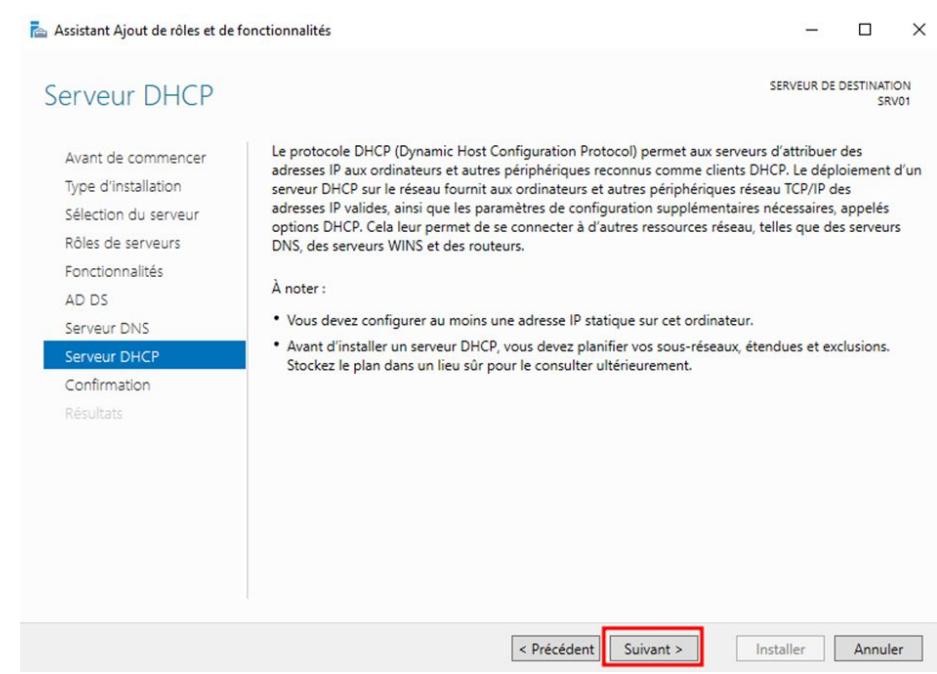 Assistant Ajout de rôles et de fonctionnalités
Serveur DHCP
SERVEUR DE DESTINATION
SRV01
Avant de commencer
Type d'installation
Sélection du serveur
Rôles de serveurs
Fonctionnalités
AD DS
Serveur DNS
Serveur DHCP
Confirmation
Résultats
Le protocole DHCP (Dynamic Host Configuration Protocol) permet aux serveurs d'attribuer des
adresses IP aux ordinateurs et autres périphériques reconnus comme clients DHCP. Le déploiement d'un
serveur DHCP sur le réseau fournit aux ordinateurs et autres périphériques réseau TCP/IP des
adresses IP valides, ainsi que les paramètres de configuration supplémentaires nécessaires, appelés
options DHCP. Cela leur permet de se connecter à d'autres ressources réseau, telles que des serveurs
DNS, des serveurs WINS et des routeurs.
À noter :
• Vous devez configurer au moins une adresse IP statique sur cet ordinateur.
• Avant d'installer un serveur DHCP, vous devez planifier vos sous-réseaux, étendues et exclusions.
Stockez le plan dans un lieu sûr pour le consulter ultérieurement.
< Précédent
Suivant >
Installer
Annuler